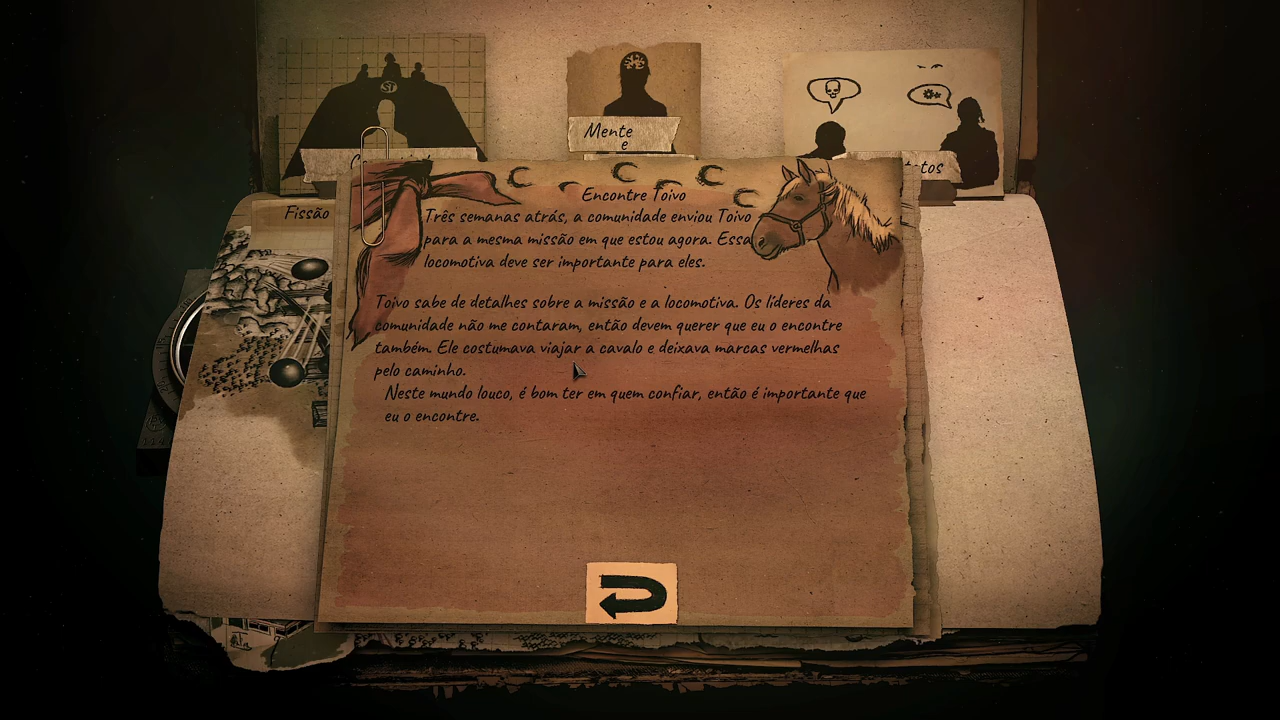 ST
Mente
e
tos
Fissão
Encontre Toivo
Três semanas atrás, a comunidade enviou Toivo
para a mesma missão em que estou agora. Essa
locomotiva deve ser importante para eles.
Toivo sabe de detalhes sobre a missão e a locomotiva. Os líderes da
comunidade não me contaram, então devem querer que eu o encontre
também. Ele costumava viajar a cavalo e deixava marcas vermelhas
pelo caminho.
Neste mundo louco, é bom ter em quem confiar, então é importante que
eu o encontre.